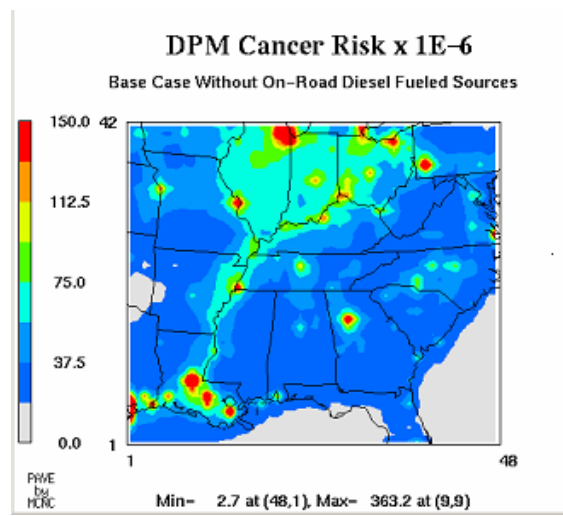 DPM Cancer Risk x 1E-6
Base Case Without On-Road Diesel Fueled Sources
150.0
112.5
75.0
37.5
0.0
42
1
1
48
PAVE
by
MCNC
Min= 2.7 at (48,1), Max= 363.2 at (9,9)